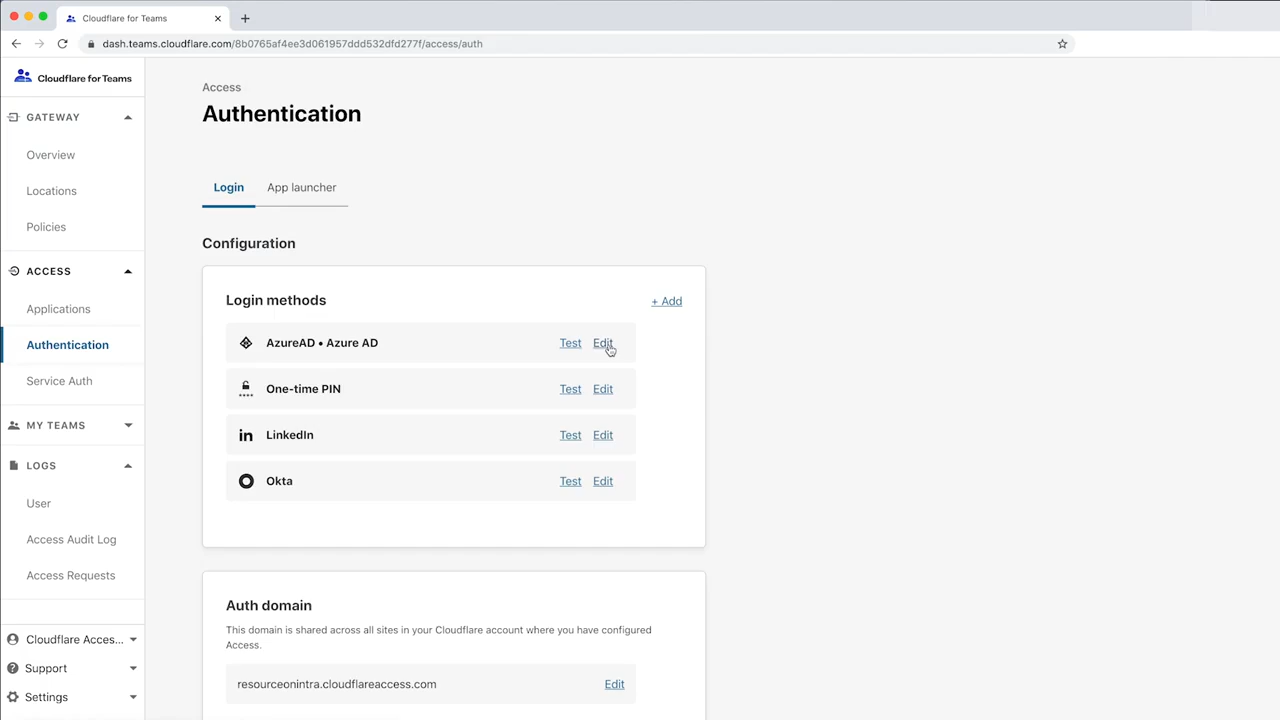 Cloudflare for Teams
dash.teams.cloudflare.com/8b0765af4ee3d061957ddd532dfd277f/access/auth
Cloudflare for Teams
GATEWAY
Overview
Locations
Policies
ACCESS
Applications
Authentication
Service Auth
MY TEAMS
LOGS
User
Access Audit Log
Access Requests
Cloudflare Acces...
Support
Settings
Access
Authentication
Login App launcher
Configuration
Login methods + Add
AzureAD • Azure AD Test Edit
One-time PIN Test Edit
LinkedIn Test Edit
Okta Test Edit
Auth domain
This domain is shared across all sites in your Cloudflare account where you have configured
Access.
resourceonintra.cloudflareaccess.com Edit